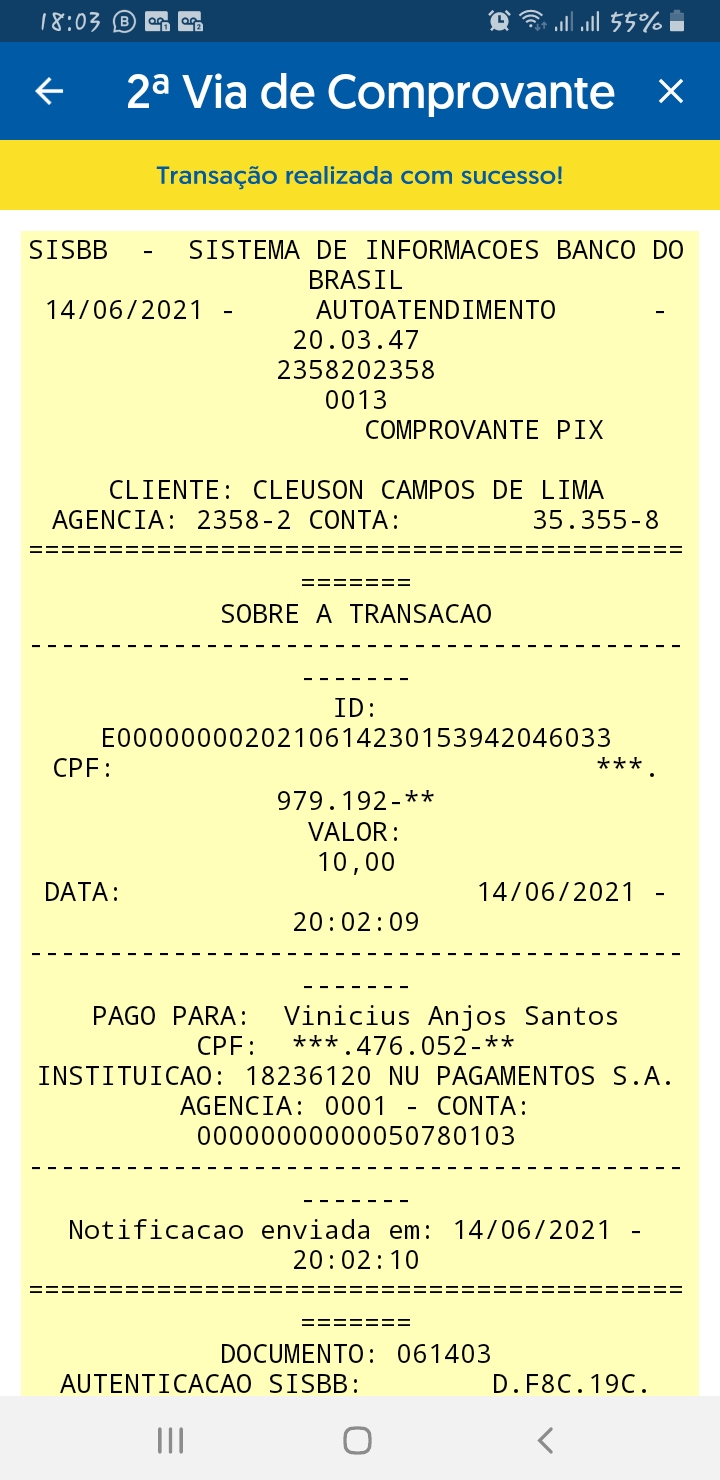 18:03 55%
2ª Via de Comprovante
Transação realizada com sucesso!
SISBB - SISTEMA DE INFORMACOES BANCO DO
BRASIL
14/06/2021 - AUTOATENDIMENTO -
20.03.47
2358202358
0013
COMPROVANTE PIX
CLIENTE: CLEUSON CAMPOS DE LIMA
AGENCIA: 2358-2 CONTA: 35.355-8
=========================================
=======
SOBRE A TRANSACAO
-----------------------------------------
-------
ID:
E00000000202106142301539420​46033
CPF: ***.
979.192-**
VALOR:
10,00
DATA: 14/06/2021 -
20:02:09
-----------------------------------------
-------
PAGO PARA: Vinicius Anjos Santos
CPF: ***.476.052-**
INSTITUICAO: 18236120 NU PAGAMENTOS S.A.
AGENCIA: 0001 - CONTA:
00000000000050780103
-----------------------------------------
-------
Notificacao enviada em: 14/06/2021 -
20:02:10
=========================================
=======
DOCUMENTO: 061403
AUTENTICACAO SISBB: D.F8C.19C.